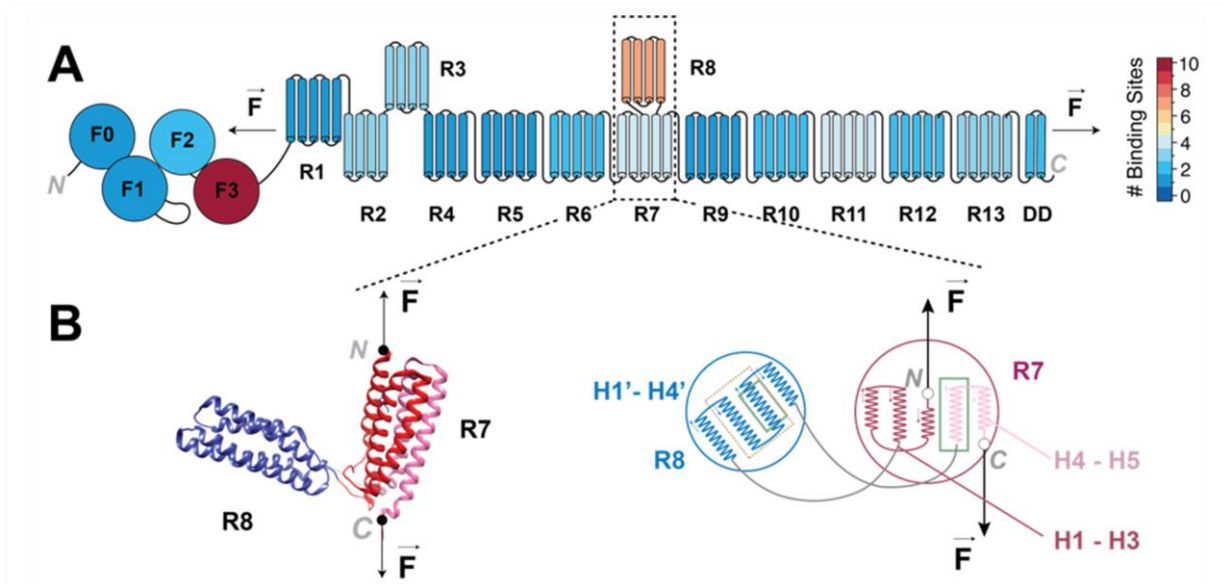 A
F0
F1
F2
F3
N
F
R1
R2
R3
R4
R5
R6
R7
R8
R9
R10
R11
R12
R13
DD
F
C
# Binding Sites
10
8
6
4
2
0
B
F
N
R7
R8
C
F
F
H1'- H4'
R8
N
R7
C
H4 - H5
F
H1 - H3